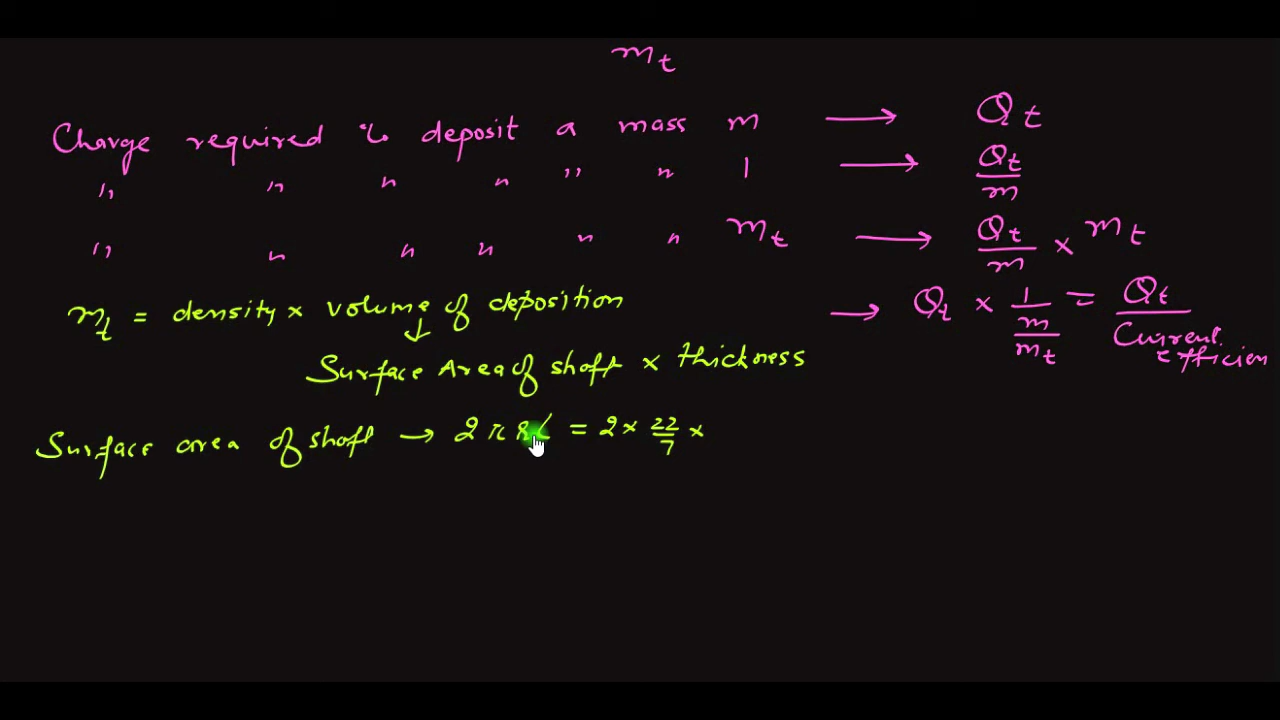 m_t
Charge required to deposit a mass m → Q_t
" " " " " " 1 → Q_t/m
" " " " " " m_t → Q_t/m × m_t
m_t = density × volume of deposition → Q_t × 1/(m/m_t) = Q_t/Current efficien
↓
Surface Area of shaft × thickness
Surface area of shaft → 2πrl = 2 × 22/7 ×